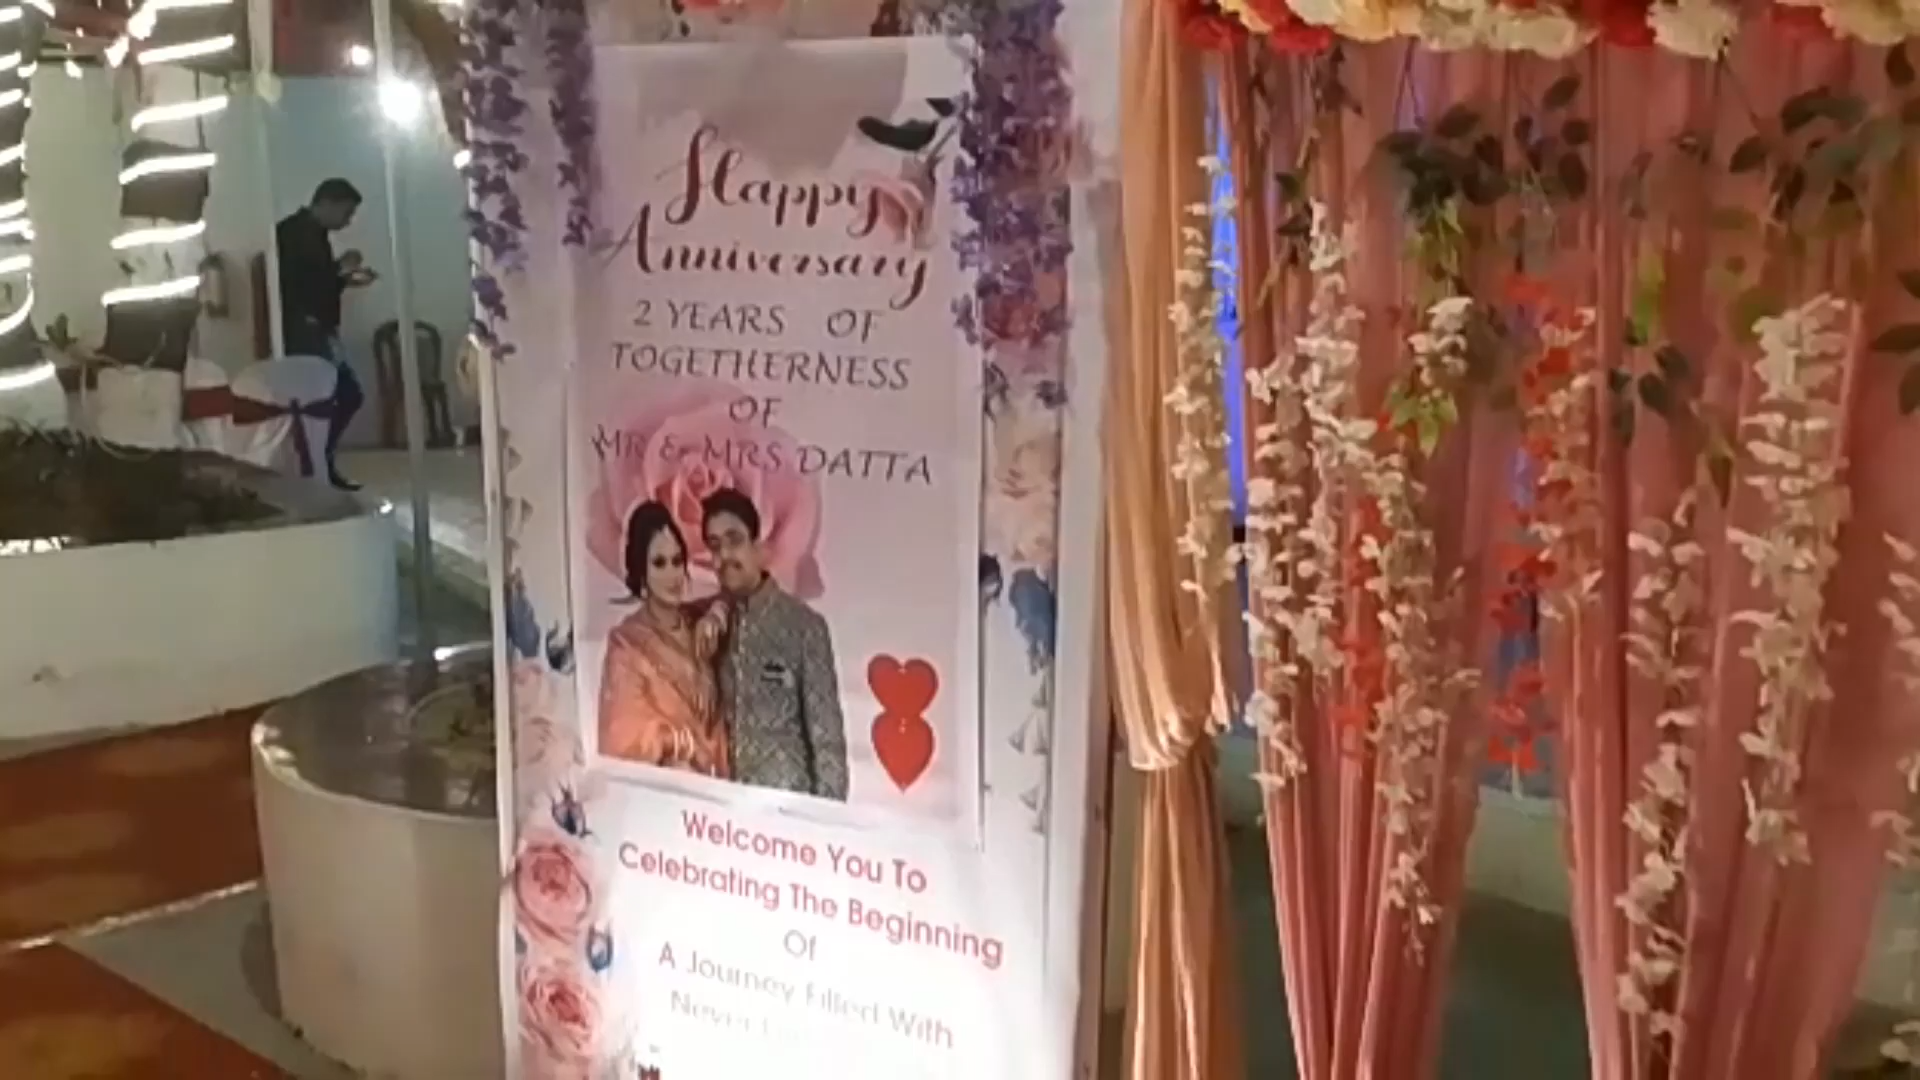 Happy
Anniversary
2 YEARS OF
TOGETHERNESS
OF
MR & MRS DATTA
Welcome You To
Celebrating The Beginning
Of
A Journey Filled With
Never